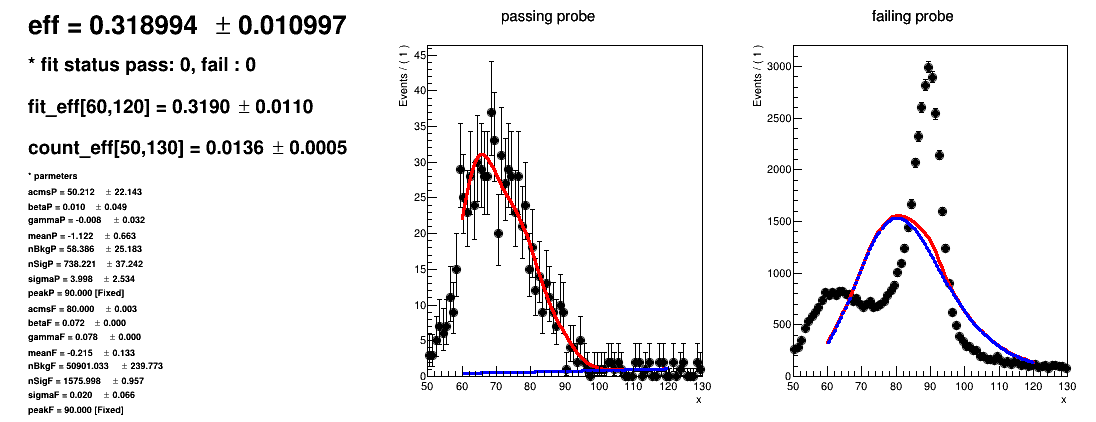 eff = 0.318994 ± 0.010997
* fit status pass: 0, fail : 0
fit_eff[60,120] = 0.3190 ± 0.0110
count_eff[50,130] = 0.0136 ± 0.0005
* parmeters
acmsP = 50.212 ± 22.143
betaP = 0.010 ± 0.049
gammaP = -0.008 ± 0.032
meanP = -1.122 ± 0.663
nBkgP = 58.386 ± 25.183
nSigP = 738.221 ± 37.242
sigmaP = 3.998 ± 2.534
peakP = 90.000 [Fixed]
acmsF = 80.000 ± 0.003
betaF = 0.072 ± 0.000
gammaF = 0.078 ± 0.000
meanF = -0.215 ± 0.133
nBkgF = 50901.033 ± 239.773
nSigF = 1575.998 ± 0.957
sigmaF = 0.020 ± 0.066
peakF = 90.000 [Fixed]
passing probe
Events / ( 1 )
45
40
35
30
25
20
15
10
5
0
50 60 70 80 90 100 110 120 130
x
failing probe
Events / ( 1 )
3000
2500
2000
1500
1000
500
0
50 60 70 80 90 100 110 120 130
x